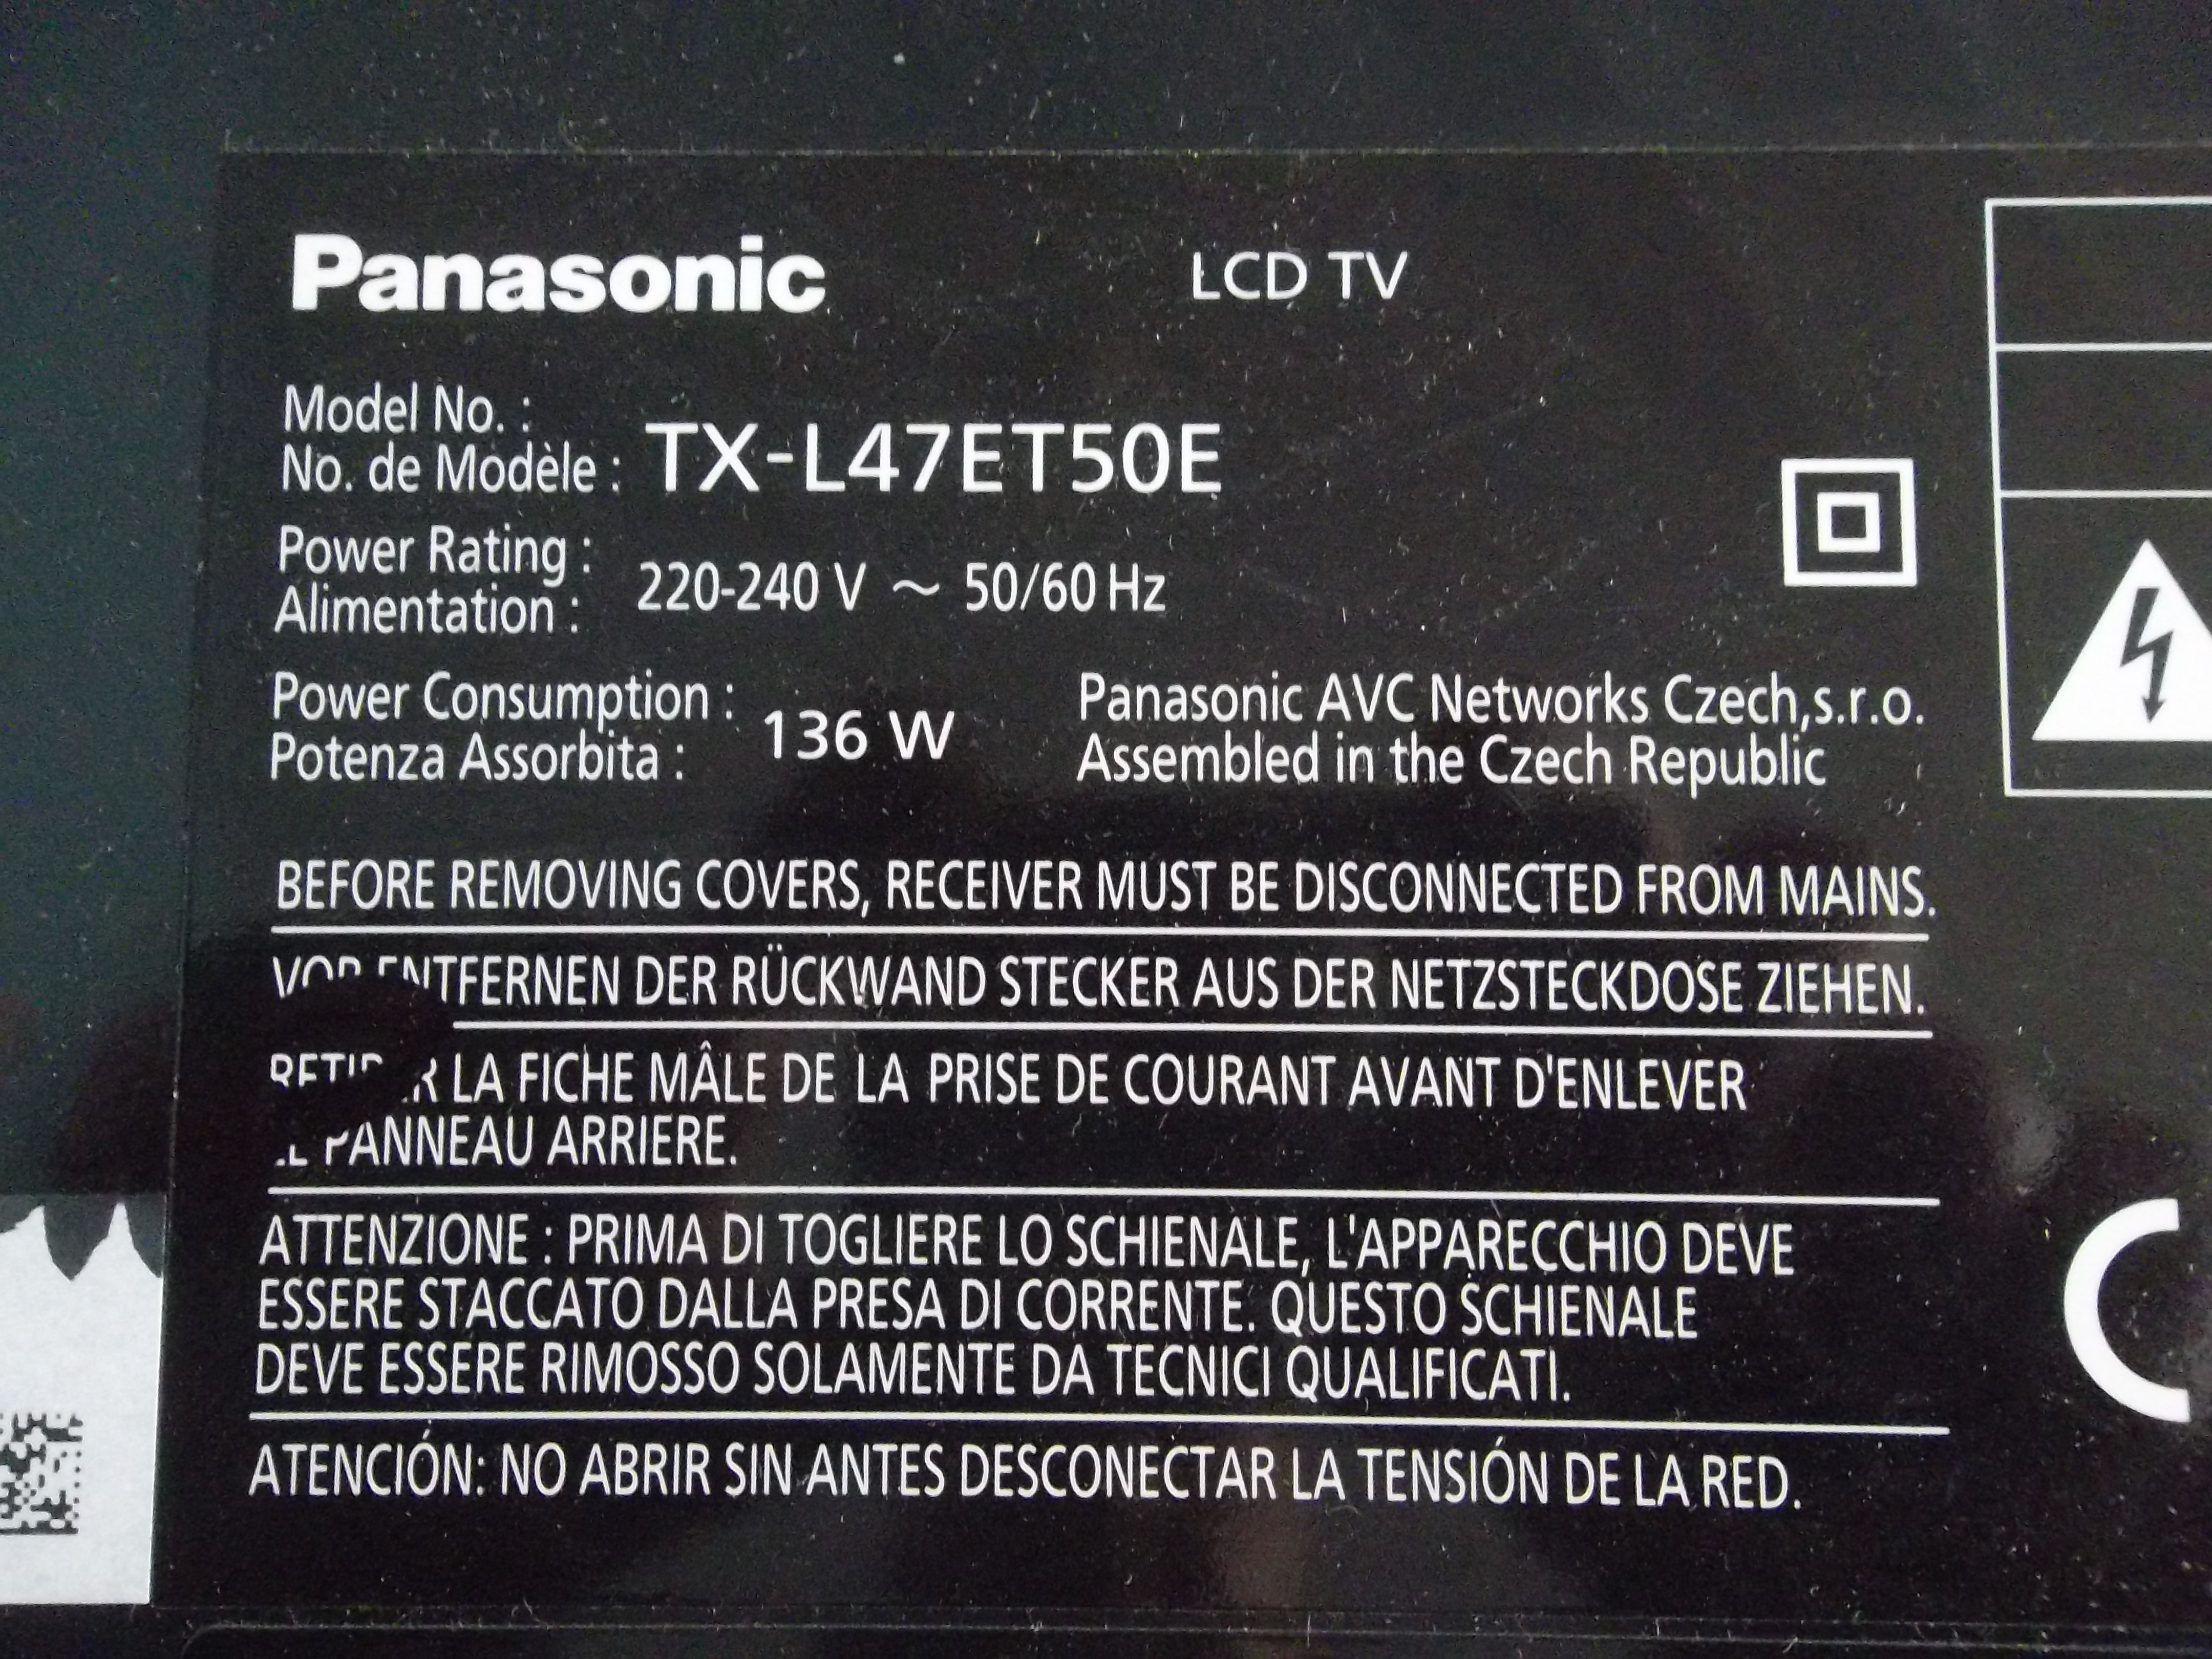 Panasonic LCD TV
Model No. :
No. de Modèle : TX-L47ET50E
Power Rating :
Alimentation : 220-240 V ~ 50/60 Hz
Power Consumption :
Potenza Assorbita : 136 W
Panasonic AVC Networks Czech,s.r.o.
Assembled in the Czech Republic
BEFORE REMOVING COVERS, RECEIVER MUST BE DISCONNECTED FROM MAINS.
VOR ENTFERNEN DER RÜCKWAND STECKER AUS DER NETZSTECKDOSE ZIEHEN.
RETIRER LA FICHE MÂLE DE LA PRISE DE COURANT AVANT D'ENLEVER
LE PANNEAU ARRIERE.
ATTENZIONE : PRIMA DI TOGLIERE LO SCHIENALE, L'APPARECCHIO DEVE
ESSERE STACCATO DALLA PRESA DI CORRENTE. QUESTO SCHIENALE
DEVE ESSERE RIMOSSO SOLAMENTE DA TECNICI QUALIFICATI.
ATENCIÓN: NO ABRIR SIN ANTES DESCONECTAR LA TENSIÓN DE LA RED.